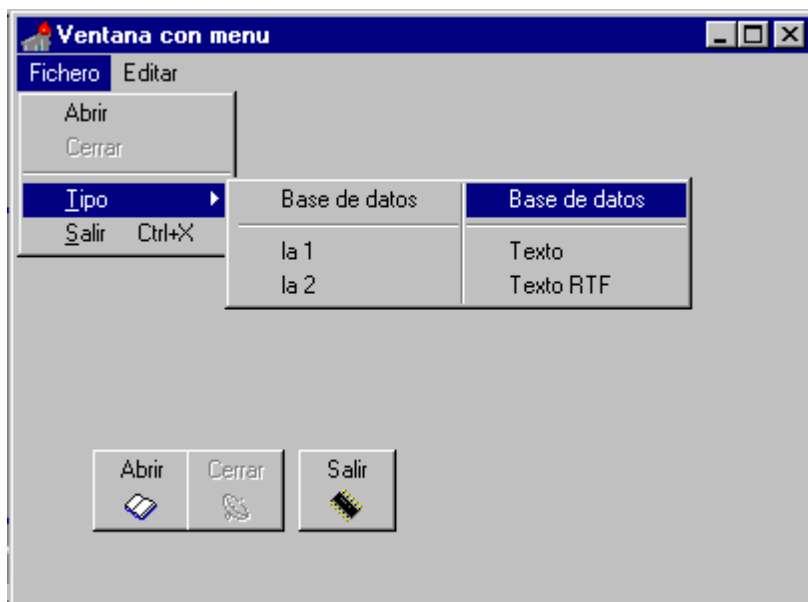 Ventana con menu
Fichero Editar
Abrir
Cerrar
Tipo
Salir Ctrl+X
Base de datos Base de datos
la 1 Texto
la 2 Texto RTF
Abrir Cerrar Salir